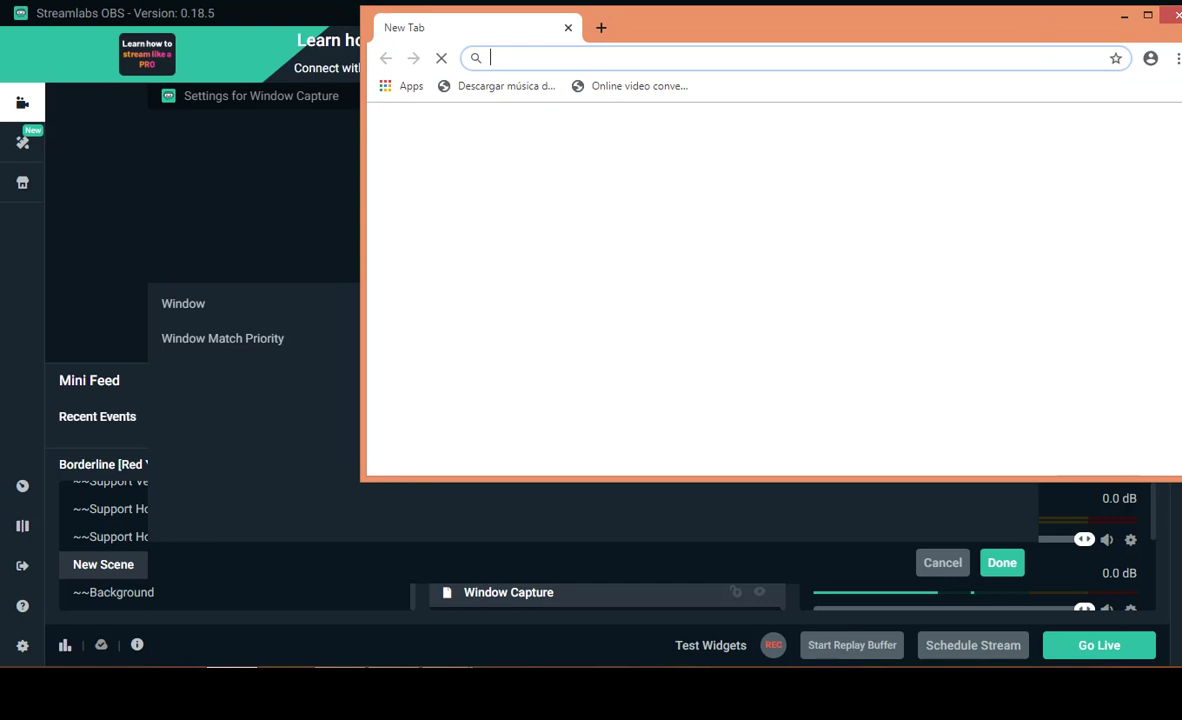 Streamlabs OBS - Version: 0.18.5
New Tab
Learn how to
stream like a
PRO
Learn ho
Connect with
Apps
Descargar música d...
Online video conve...
Settings for Window Capture
New
Window
Window Match Priority
Mini Feed
Recent Events
Borderline [Red
~~Support Ve
~~Support Ho
~~Support Ho
New Scene
~~Background
Cancel
Done
Window Capture
0.0 dB
0.0 dB
Test Widgets
REC
Start Replay Buffer
Schedule Stream
Go Live